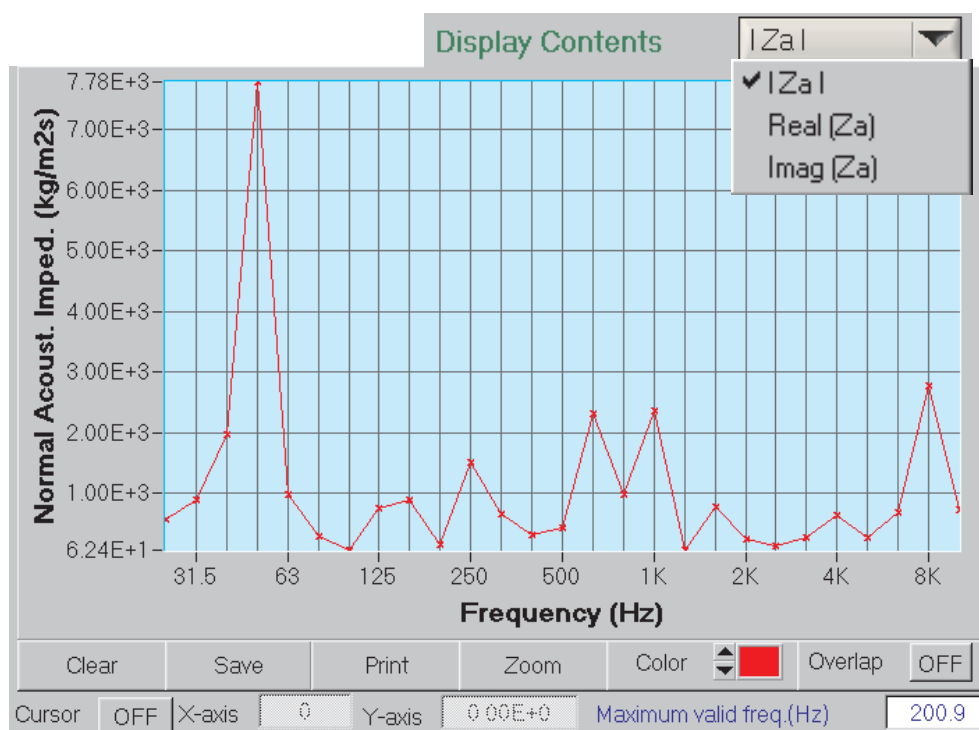 Display Contents |Za|
✔ |Za|
Real (Za)
Imag (Za)
Normal Acoust. Imped. (kg/m2s)
7.78E+3
7.00E+3
6.00E+3
5.00E+3
4.00E+3
3.00E+3
2.00E+3
1.00E+3
6.24E+1
31.5 63 125 250 500 1K 2K 4K 8K
Frequency (Hz)
Clear Save Print Zoom Color Overlap OFF
Cursor OFF X-axis 0 Y-axis 0.00E+0 Maximum valid freq.(Hz) 200.9